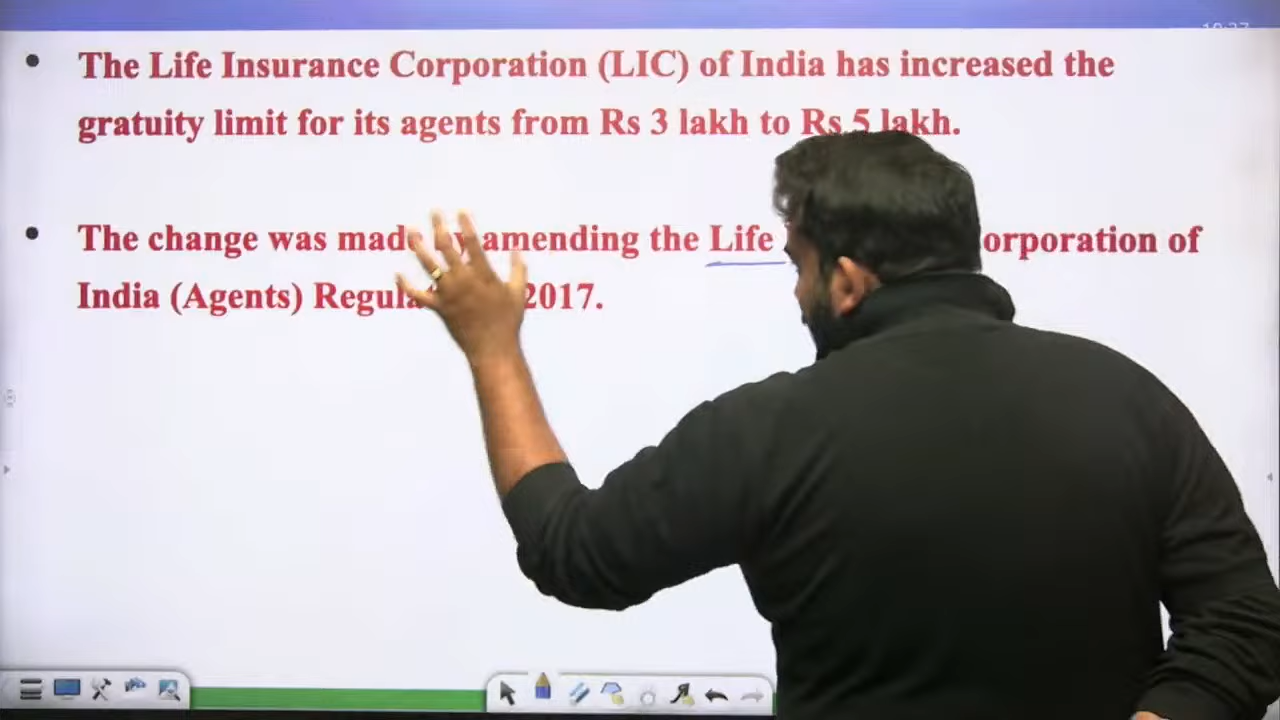 • The Life Insurance Corporation (LIC) of India has increased the
gratuity limit for its agents from Rs 3 lakh to Rs 5 lakh.
• The change was made by amending the Life orporation of
India (Agents) Regula 2017.